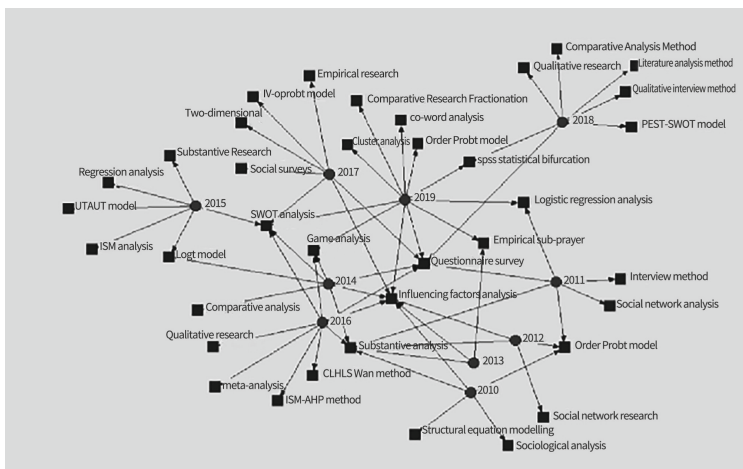 Comparative Analysis Method
Qualitative research
Literature analysis method
Empirical research
Qualitative interview method
IV-oprobt model
Comparative Research Fractionation
2018
Two-dimensional
co-word analysis
PEST-SWOT model
Cluster analysis
Order Probt model
Substantive Research
spss statistical bifurcation
Regression analysis
Social surveys
2017
2019
Logistic regression analysis
UTAUT model
2015
SWOT analysis
Game analysis
Empirical sub-prayer
ISM analysis
Logt model
Questionnaire survey
2014
2011
Interview method
Influencing factors analysis
Comparative analysis
Social network analysis
2016
Qualitative research
Substantive analysis
2012
Order Probt model
2013
CLHLS Wan method
meta-analysis
2010
ISM-AHP method
Social network research
Structural equation modelling
Sociological analysis